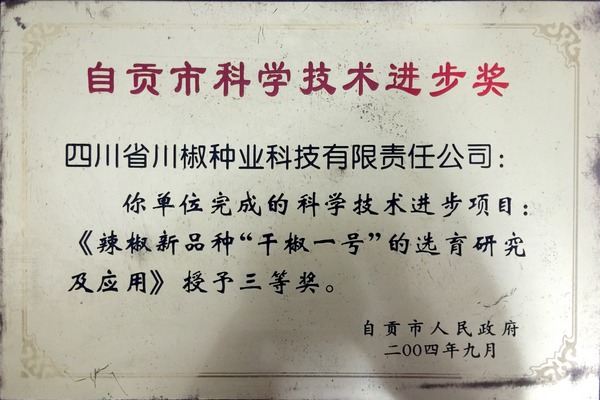 自贡市科学技术进步奖
四川省川椒种业科技有限责任公司：
你单位完成的科学技术进步项目：
《辣椒新品种“干椒一号”的选育研究
及应用》授予三等奖。
自贡市人民政府
二〇〇四年九月